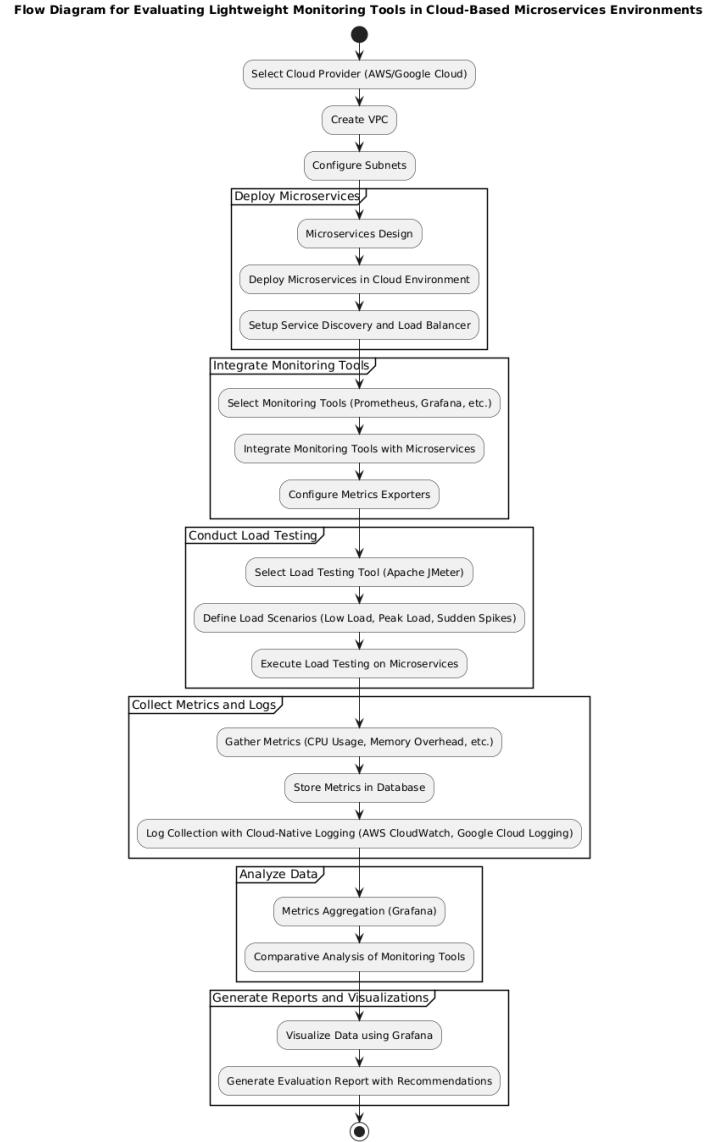 Flow Diagram for Evaluating Lightweight Monitoring Tools in Cloud-Based Microservices Environments
Select Cloud Provider (AWS/Google Cloud)
Create VPC
Configure Subnets
Deploy Microservices
Microservices Design
Deploy Microservices in Cloud Environment
Setup Service Discovery and Load Balancer
Integrate Monitoring Tools
Select Monitoring Tools (Prometheus, Grafana, etc.)
Integrate Monitoring Tools with Microservices
Configure Metrics Exporters
Conduct Load Testing
Select Load Testing Tool (Apache JMeter)
Define Load Scenarios (Low Load, Peak Load, Sudden Spikes)
Execute Load Testing on Microservices
Collect Metrics and Logs
Gather Metrics (CPU Usage, Memory Overhead, etc.)
Store Metrics in Database
Log Collection with Cloud-Native Logging (AWS CloudWatch, Google Cloud Logging)
Analyze Data
Metrics Aggregation (Grafana)
Comparative Analysis of Monitoring Tools
Generate Reports and Visualizations
Visualize Data using Grafana
Generate Evaluation Report with Recommendations